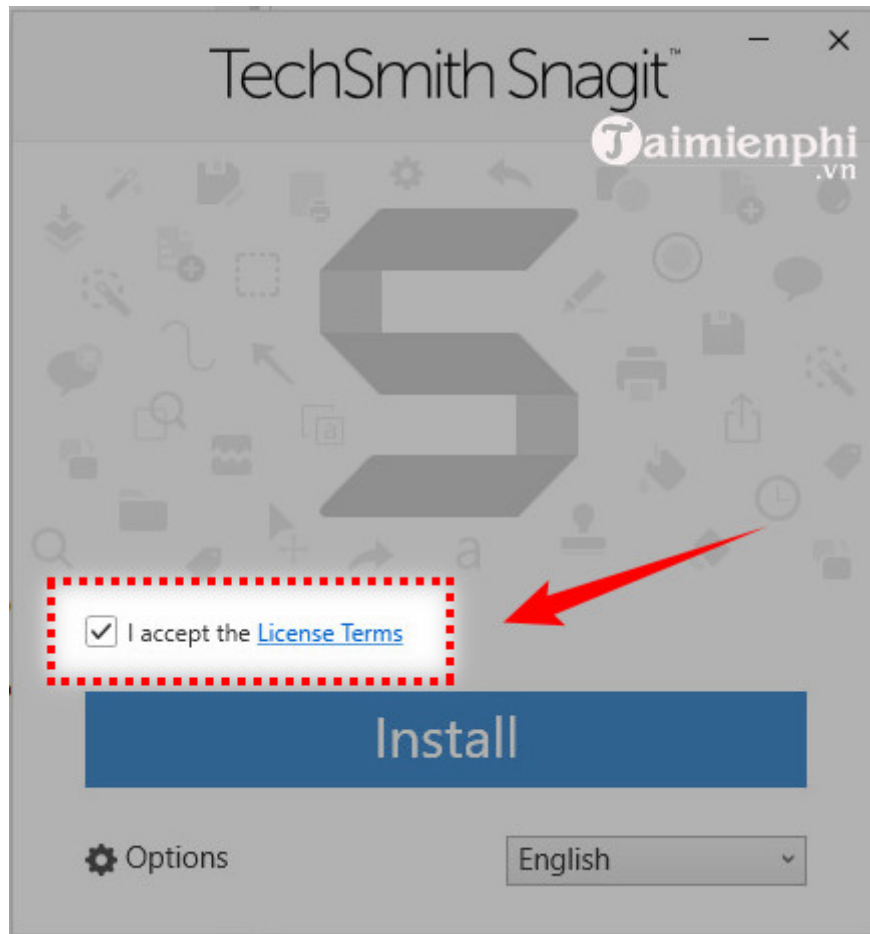 TechSmith Snagit™
Taimienphi
.vn
a
a
I accept the License Terms
Install
Options
English